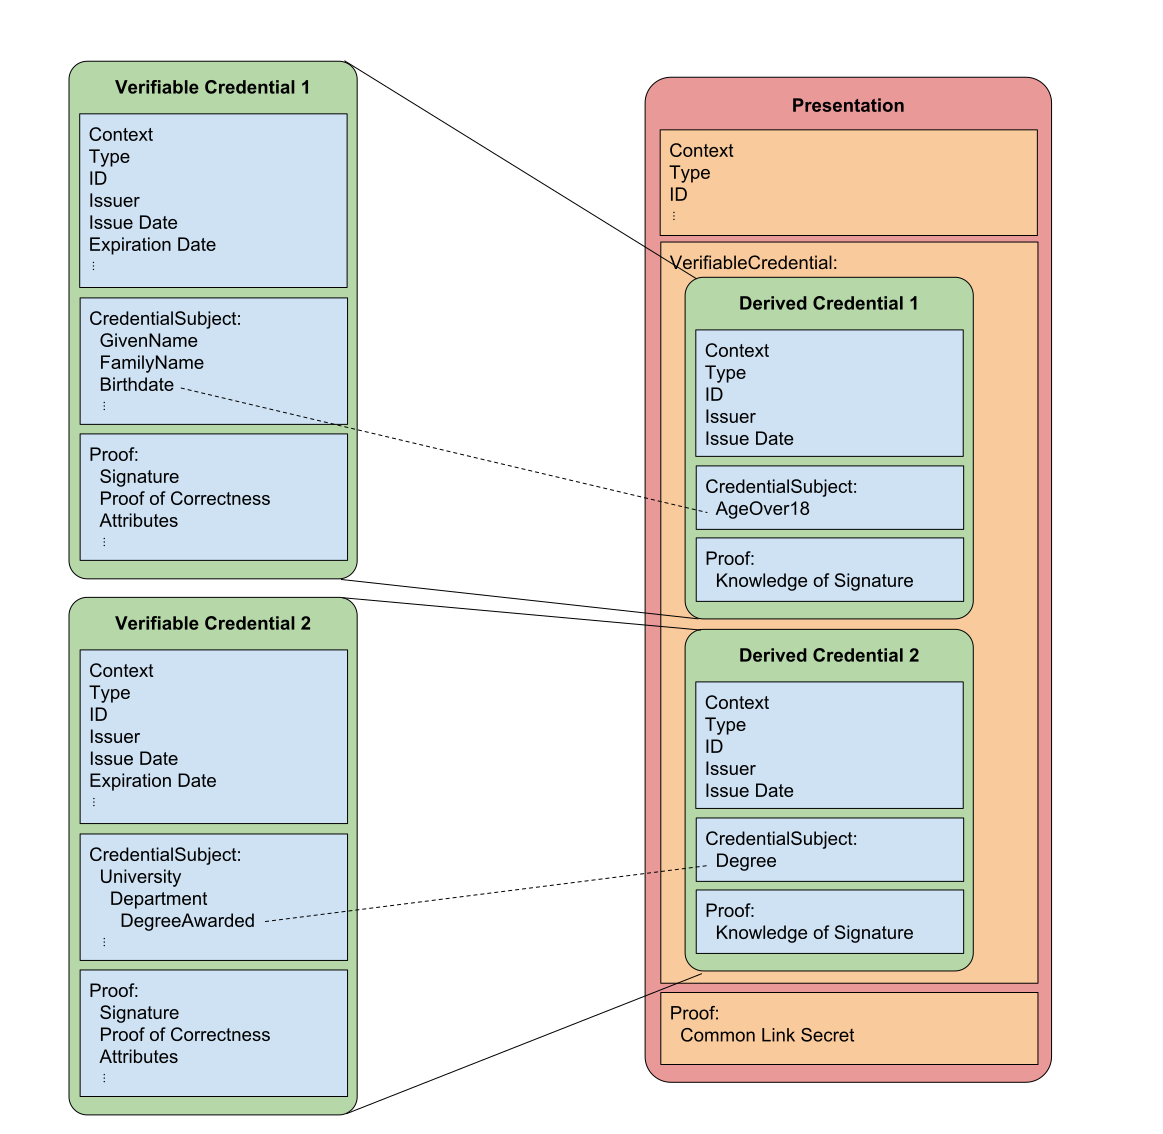 Verifiable Credential 1
Context
Type
ID
Issuer
Issue Date
Expiration Date
⋮
CredentialSubject:
GivenName
FamilyName
Birthdate
⋮
Proof:
Signature
Proof of Correctness
Attributes
⋮
Verifiable Credential 2
Context
Type
ID
Issuer
Issue Date
Expiration Date
⋮
CredentialSubject:
University
Department
DegreeAwarded
⋮
Proof:
Signature
Proof of Correctness
Attributes
⋮
Presentation
Context
Type
ID
⋮
VerifiableCredential:
Derived Credential 1
Context
Type
ID
Issuer
Issue Date
CredentialSubject:
AgeOver18
Proof:
Knowledge of Signature
Derived Credential 2
Context
Type
ID
Issuer
Issue Date
CredentialSubject:
Degree
Proof:
Knowledge of Signature
Proof:
Common Link Secret